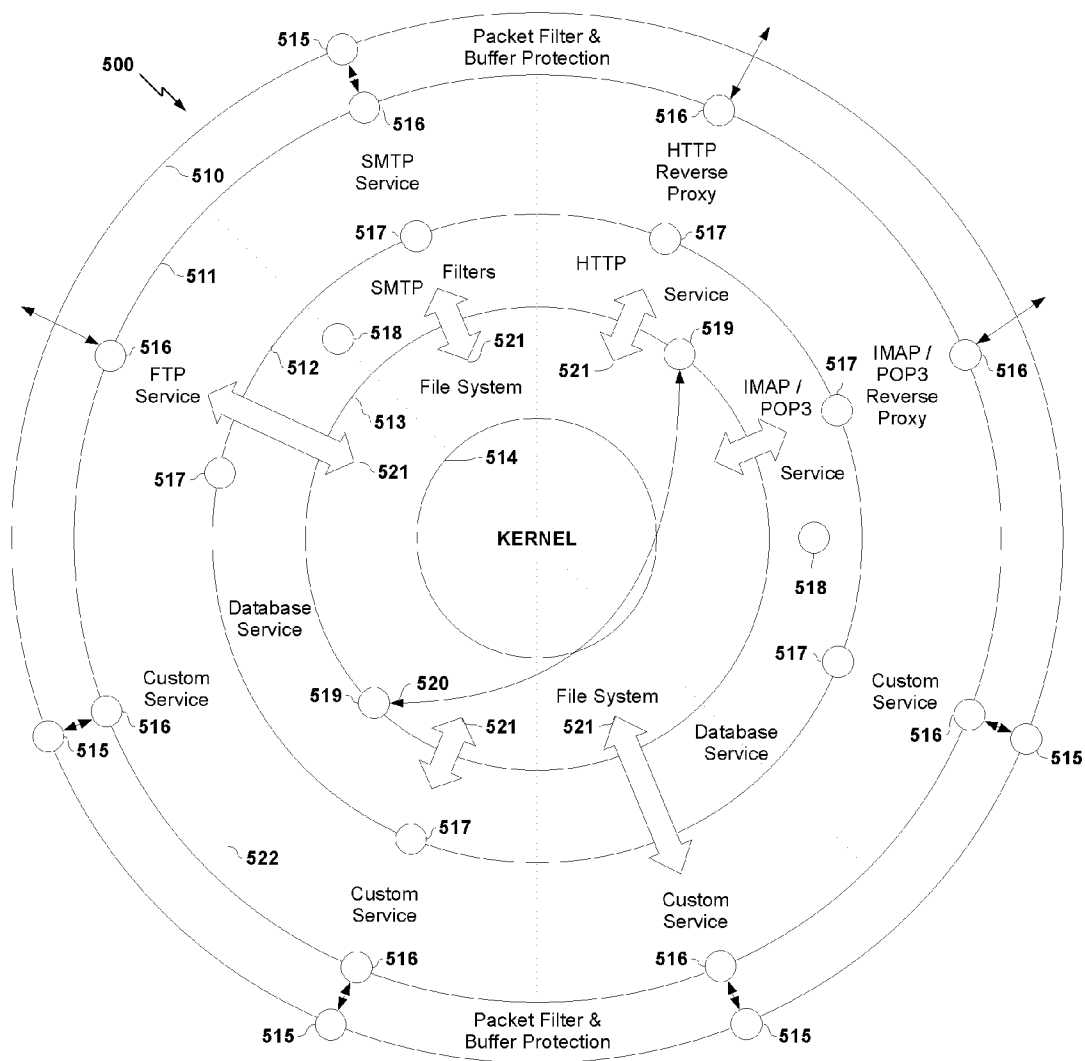 515
Packet Filter &
Buffer Protection
500
516
516
SMTP
Service
HTTP
Reverse
Proxy
510
517
517
511
Filters
HTTP
SMTP
Service
518
519
521
516
512
521
517
IMAP /
POP3
Reverse
Proxy
516
FTP
Service
File System
IMAP /
POP3
513
514
521
517
Service
KERNEL
518
Database
Service
517
Custom
Service
520
File System
Custom
Service
519
516
521
521
Database
Service
516
515
515
517
522
Custom
Service
Custom
Service
516
516
515
Packet Filter &
Buffer Protection
515